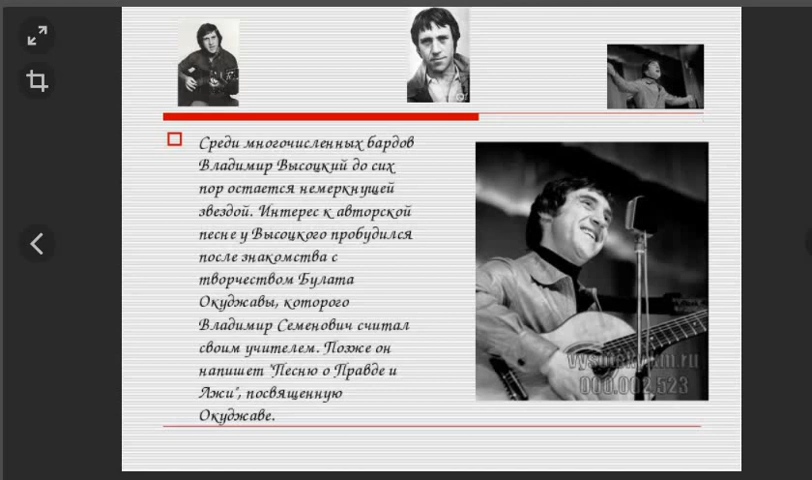 Среди многочисленных бардов
Владимир Высоцкий до сих
пор остается немеркнущей
звездой. Интерес к авторской
песне у Высоцкого пробудился
после знакомства с
творчеством Булата
Окуджавы, которого
Владимир Семенович считал
своим учителем. Позже он
напишет "Песню о Правде и
Лжи", посвященную
Окуджаве.
000.002.523